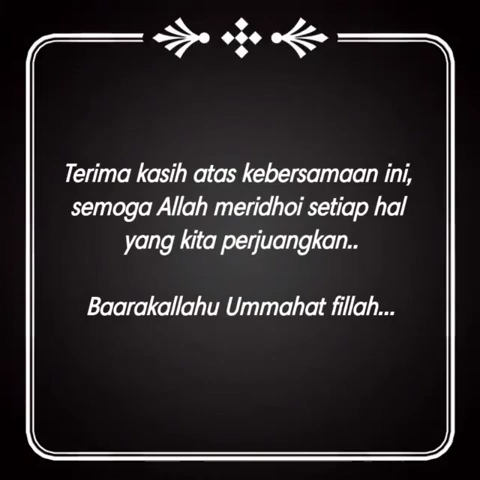 Terima kasih atas kebersamaan ini,
semoga Allah meridhoi setiap hal
yang kita perjuangkan..
Baarakallahu Ummahat fillah...